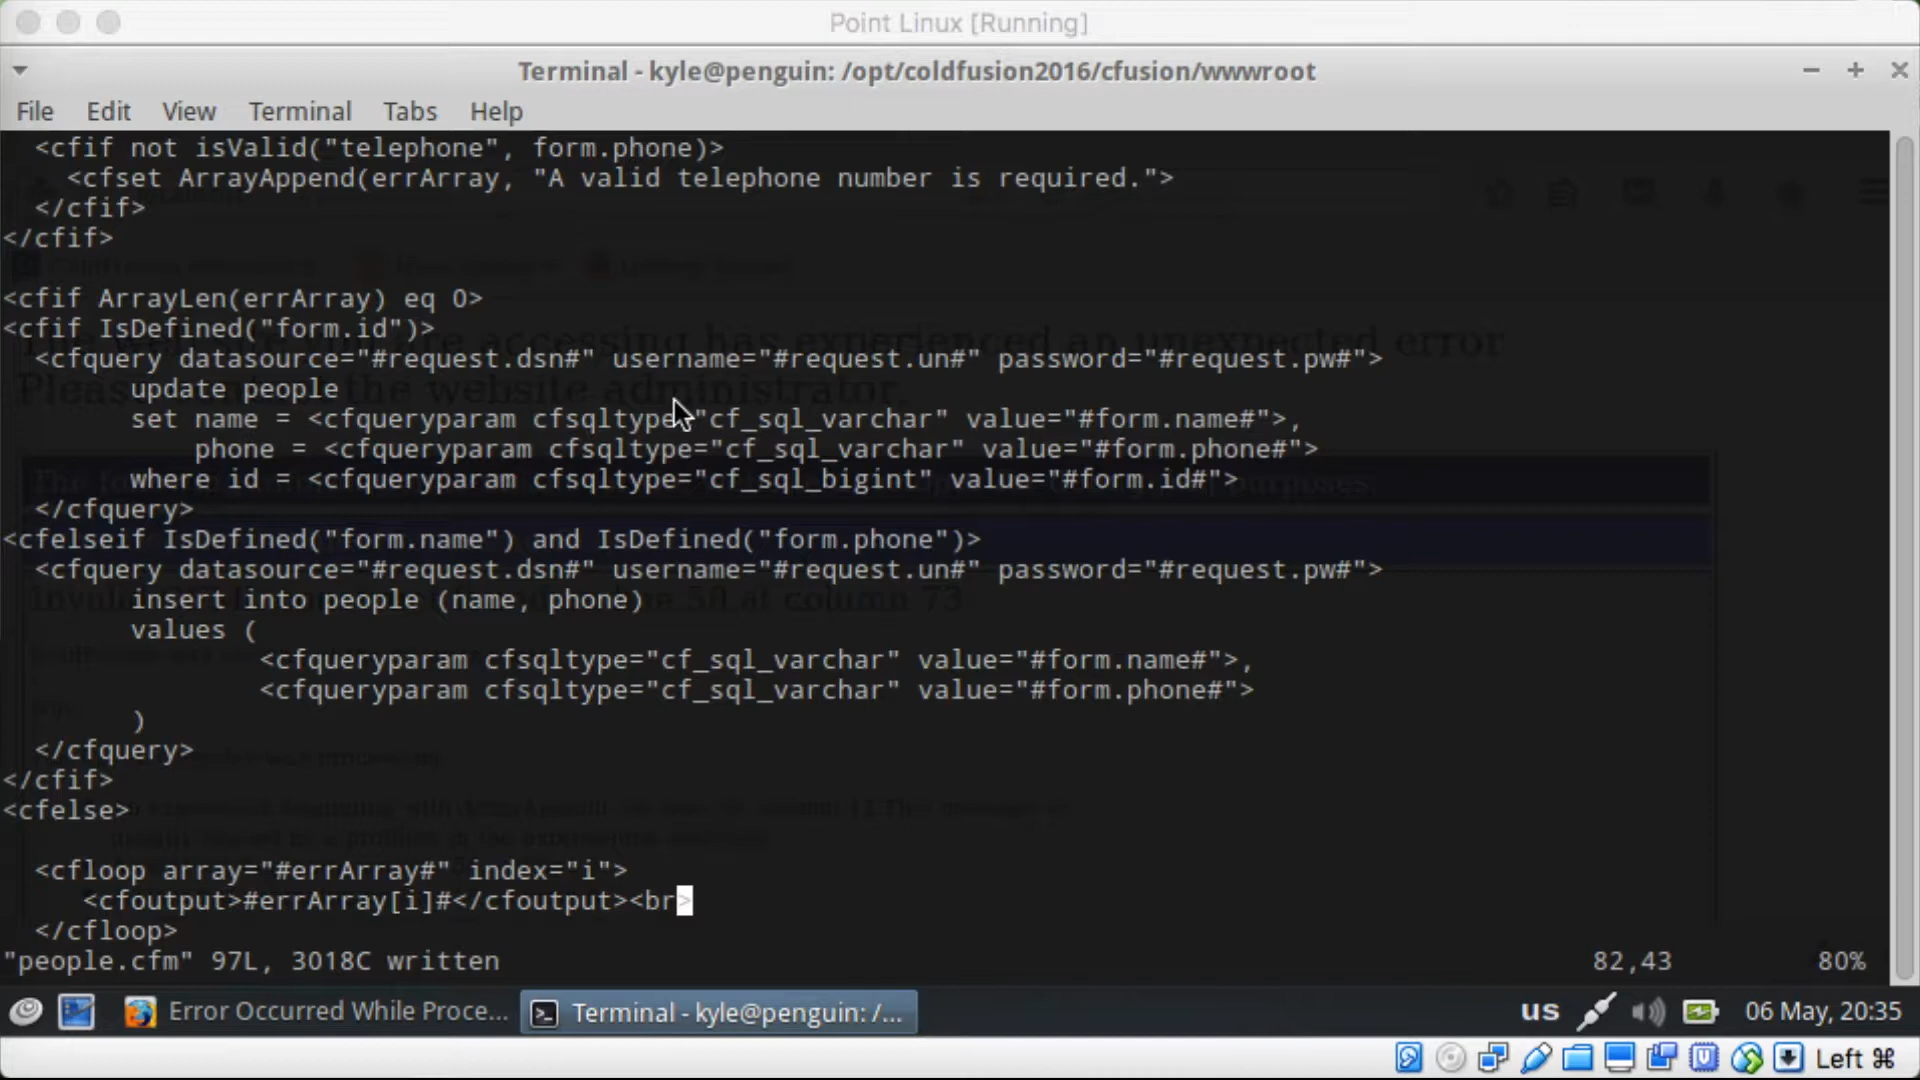 Point Linux [Running]
Terminal - kyle@penguin: /opt/coldfusion2016/cfusion/wwwroot
File Edit View Terminal Tabs Help
<cfif not isValid("telephone", form.phone)>
<cfset ArrayAppend(errArray, "A valid telephone number is required.">
</cfif>
</cfif>
<cfif ArrayLen(errArray) eq 0>
<cfif IsDefined("form.id")>
<cfquery datasource="#request.dsn#" username="#request.un#" password="#request.pw#">
update people
set name = <cfqueryparam cfsqltype="cf_sql_varchar" value="#form.name#">,
phone = <cfqueryparam cfsqltype="cf_sql_varchar" value="#form.phone#">
where id = <cfqueryparam cfsqltype="cf_sql_bigint" value="#form.id#">
</cfquery>
<cfelseif IsDefined("form.name") and IsDefined("form.phone")>
<cfquery datasource="#request.dsn#" username="#request.un#" password="#request.pw#">
insert into people (name, phone)
values (
<cfqueryparam cfsqltype="cf_sql_varchar" value="#form.name#">,
<cfqueryparam cfsqltype="cf_sql_varchar" value="#form.phone#">
)
</cfquery>
</cfif>
<cfelse>
<cfloop array="#errArray#" index="i">
<cfoutput>#errArray[i]#</cfoutput><br>
</cfloop>
"people.cfm" 97L, 3018C written 82,43 80%
Error Occurred While Proce... Terminal - kyle@penguin: /... us 06 May, 20:35
Left ⌘